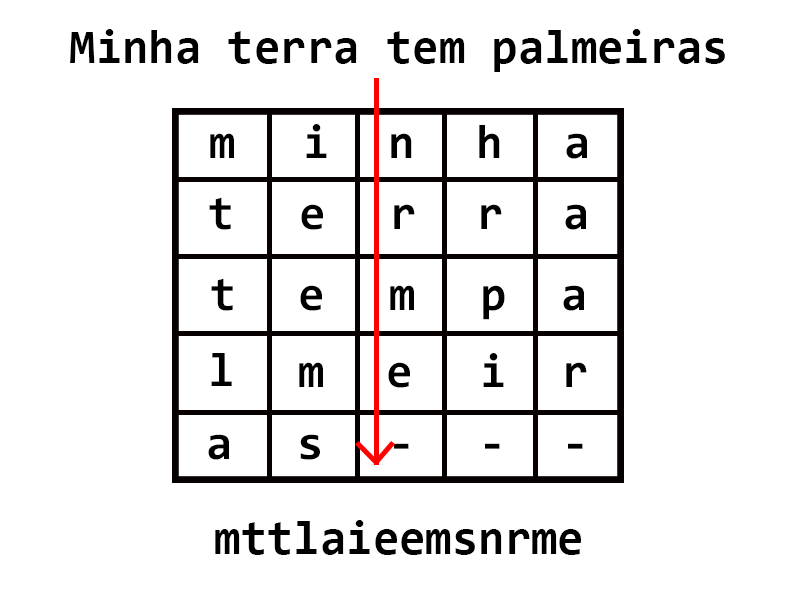 Minha terra tem palmeiras
m i n h a
t e r r a
t e m p a
l m e i r
a s - - -
mttlaieemsnrme